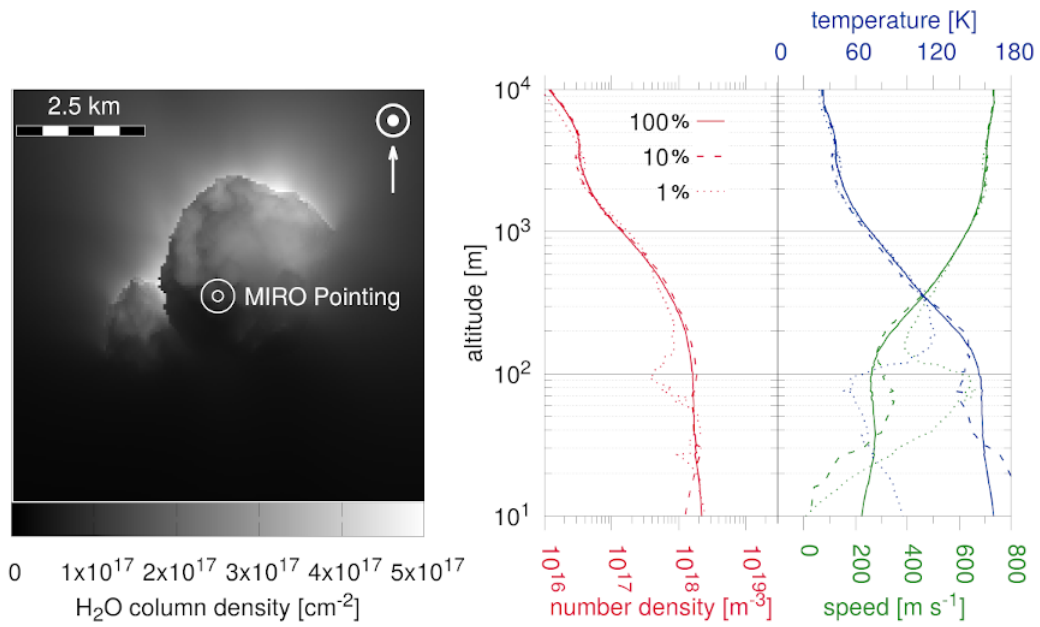 2.5 km
MIRO Pointing
0 1x10^17 2x10^17 3x10^17 4x10^17 5x10^17
H₂O column density [cm⁻²]
altitude [m]
10^4
10^3
10^2
10^1
100%
10%
1%
10^16 10^17 10^18 10^19
number density [m⁻³]
temperature [K]
0 60 120 180
0 200 400 600 800
speed [m s⁻¹]